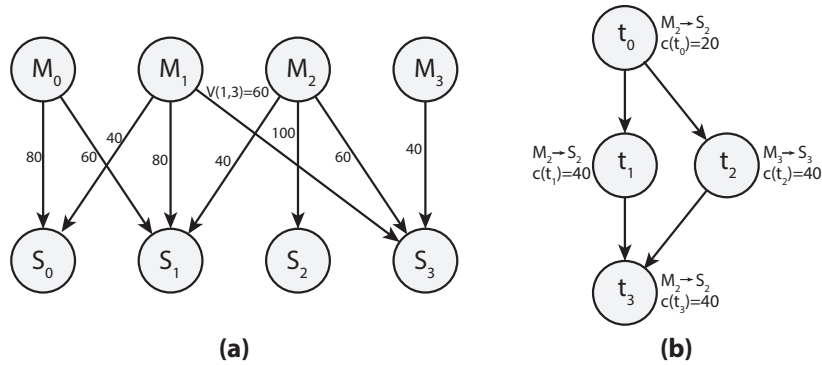 M0 M1 M2 M3
V(1,3)=60
80 60 40 80 40 100 60 40
S0 S1 S2 S3
(a)
t0
M2→S2
c(t0)=20
M2→S2
c(t1)=40
t1
t2
M3→S3
c(t2)=40
t3
M2→S2
c(t3)=40
(b)